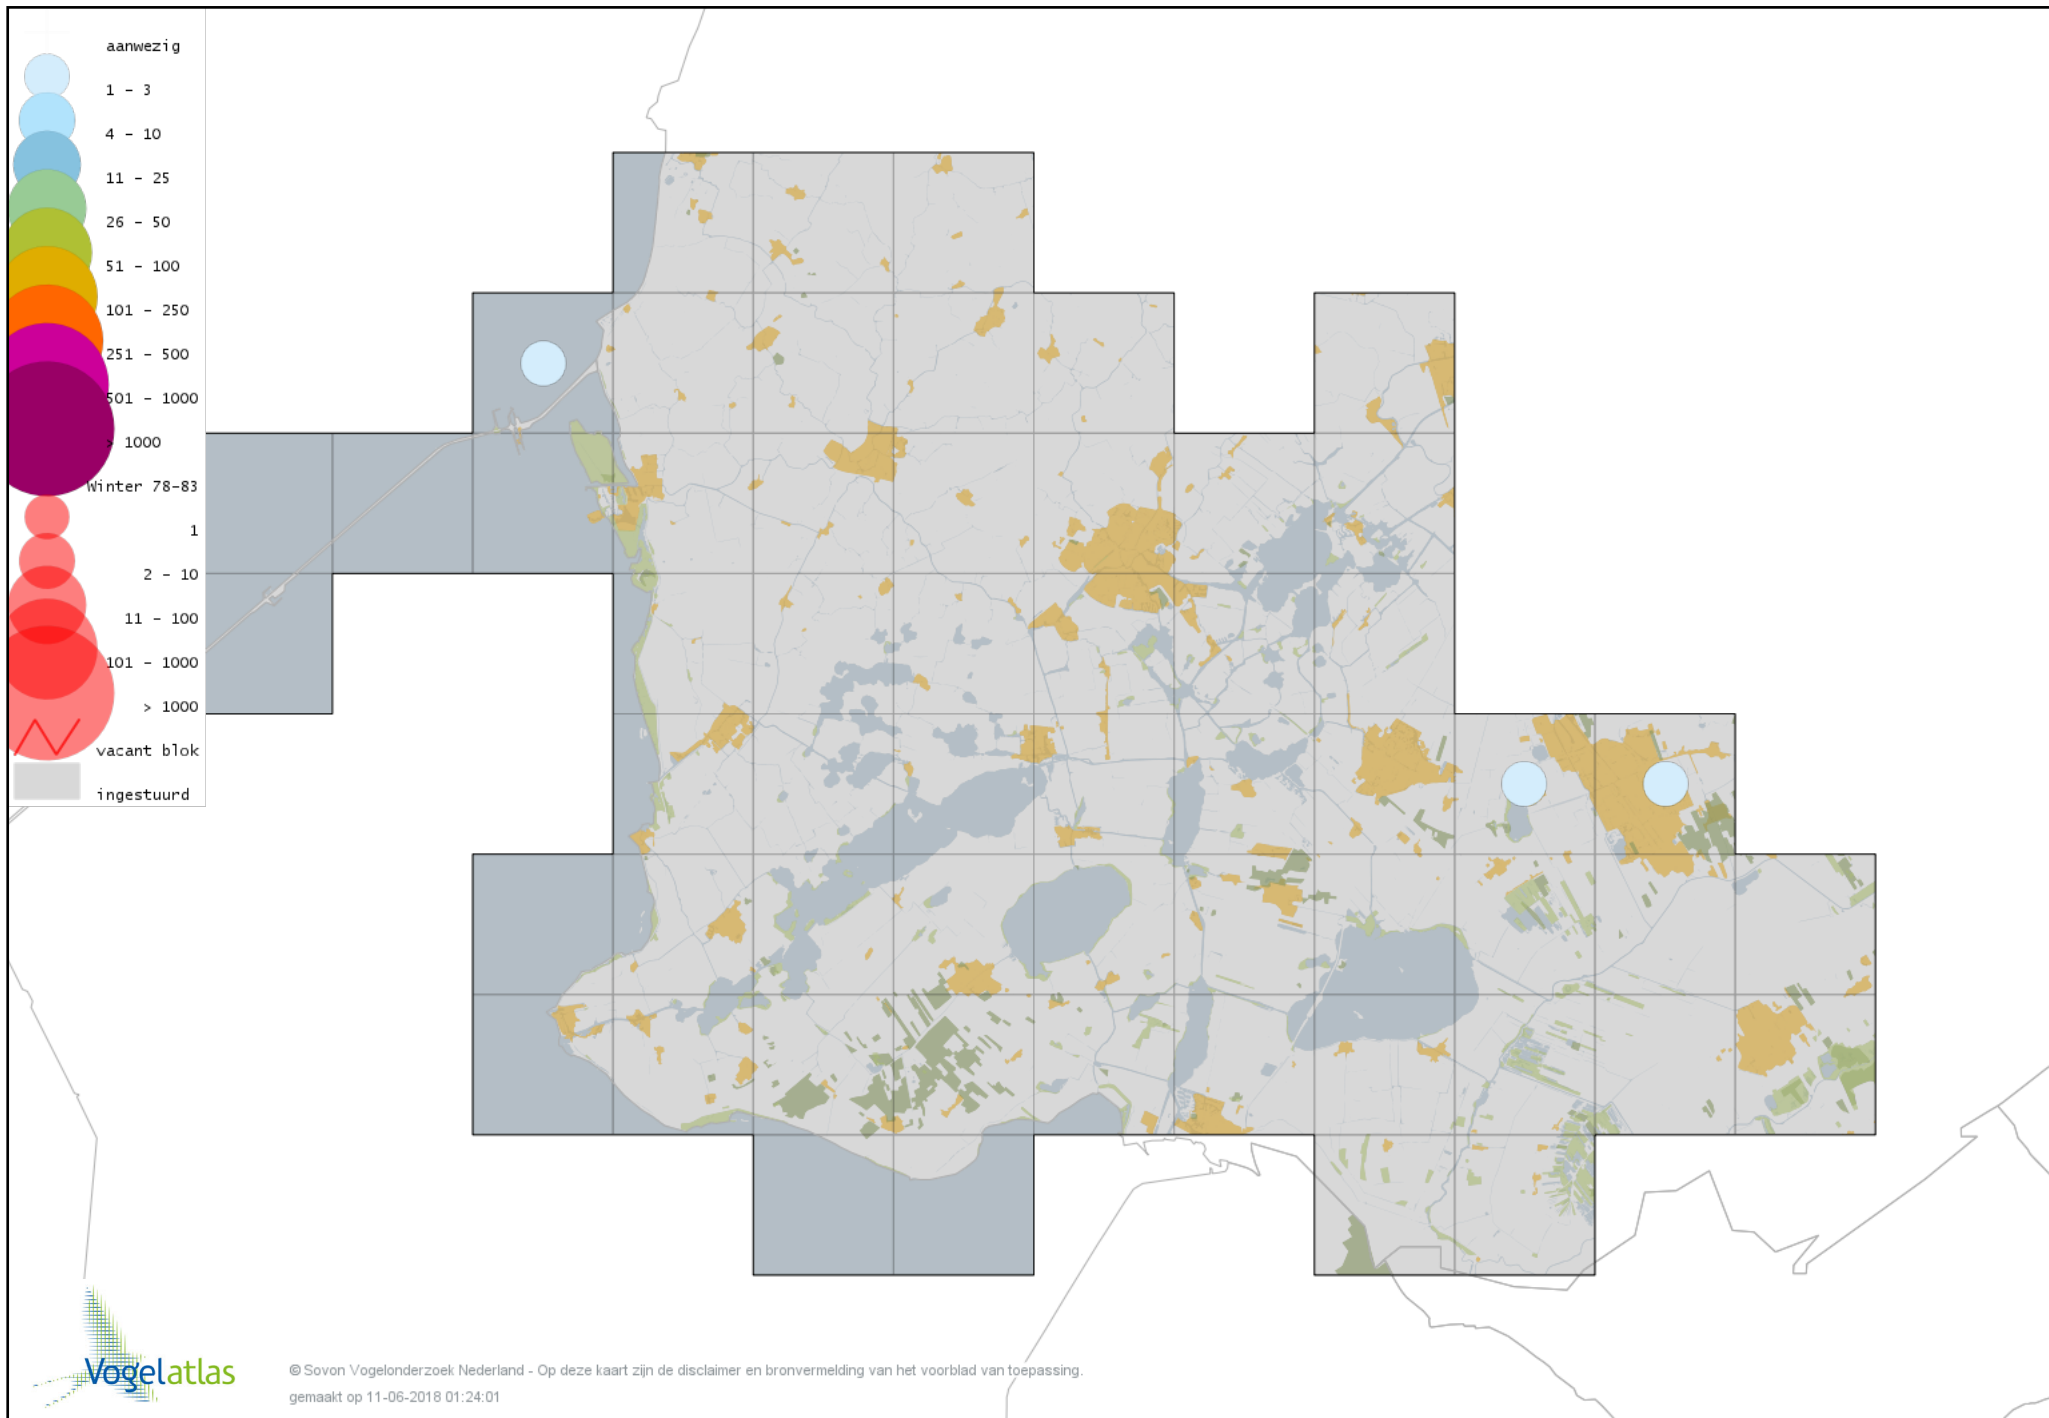 aanwezig
1 - 3
4 - 10
11 - 25
26 - 50
51 - 100
101 - 250
251 - 500
501 - 1000
> 1000
Winter 78-83
1
2 - 10
11 - 100
101 - 1000
> 1000
vacant blok
ingestuurd
Vogelatlas
© Sovon Vogelonderzoek Nederland - Op deze kaart zijn de disclaimer en bronvermelding van het voorblad van toepassing.
gemaakt op 11-06-2018 01:24:01